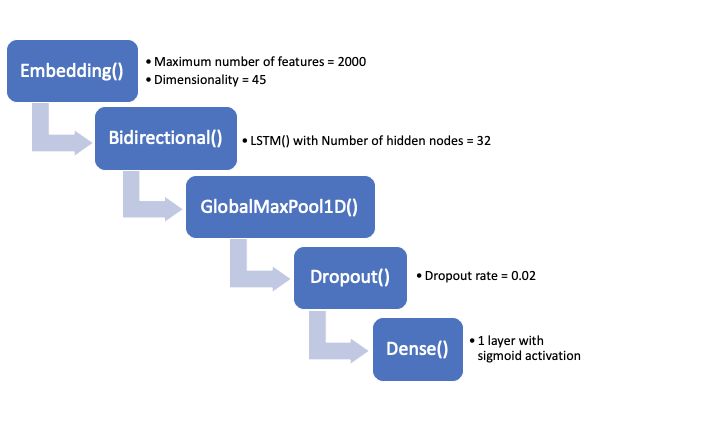 Embedding()
• Maximum number of features = 2000
• Dimensionality = 45
Bidirectional()
• LSTM() with Number of hidden nodes = 32
GlobalMaxPool1D()
Dropout()
• Dropout rate = 0.02
Dense()
• 1 layer with
sigmoid activation